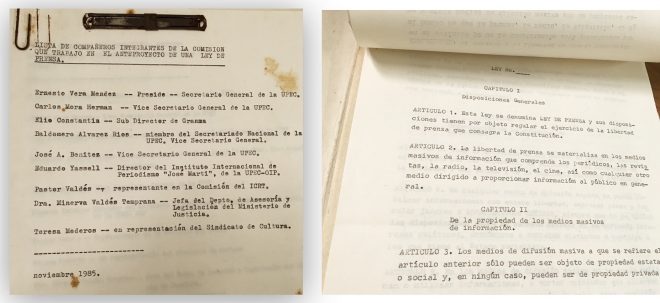 LISTA DE COMPAÑEROS INTEGRANTES DE LA COMISION
QUE TRABAJO EN EL ANTEPROYECTO DE UNA LEY DE
PRENSA.
Ernesto Vera Mendez -- Preside -- Secretario General de la UPEC.
Carlos Mora Herman -- Vice Secretario General de la UPEC.
Elio Constantin -- Sub Director de Granma
Baldomero Alvarez Rios -- miembro del Secretariado Nacional de la
UPEC, Vice Secretario General.
José A. Benitez -- Vice Secretario General de la UPEC.
Eduardo Yassell -- Director del Instituto Internacional de
Periodismo "José Martí", de la UPEC-OIP.
Pastor Valdés -- representante en la Comisión del ICRT.
Dra. Minerva Valdés Temprana -- Jefa del Depto. de Asesoría y
Legislación del Ministerio de
Justicia.
Teresa Mederos -- en representación del Sindicato de Cultura.
-----------------------
noviembre 1985.
LEY NO.____
CAPITULO I
Disposiciones Generales
ARTICULO 1. Esta ley se denomina LEY DE PRENSA y sus disposi-
ciones tienen por objeto regular el ejercicio de la libertad
de prensa que consagra la Constitución.
ARTICULO 2. La libertad de prensa se materializa en los medios
masivos de información que comprenden los periódicos, las revis
tas, la radio, la televisión, el cine, así como cualquier otro
medio dirigido a proporcionar información al público en gene-
ral.
CAPITULO II
De la propiedad de los medios masivos
de información.
ARTICULO 3. Los medios de difusión masiva a que se refiere el
artículo anterior sólo pueden ser objeto de propiedad estata
o social y, en ningún caso, pueden ser de propiedad privada